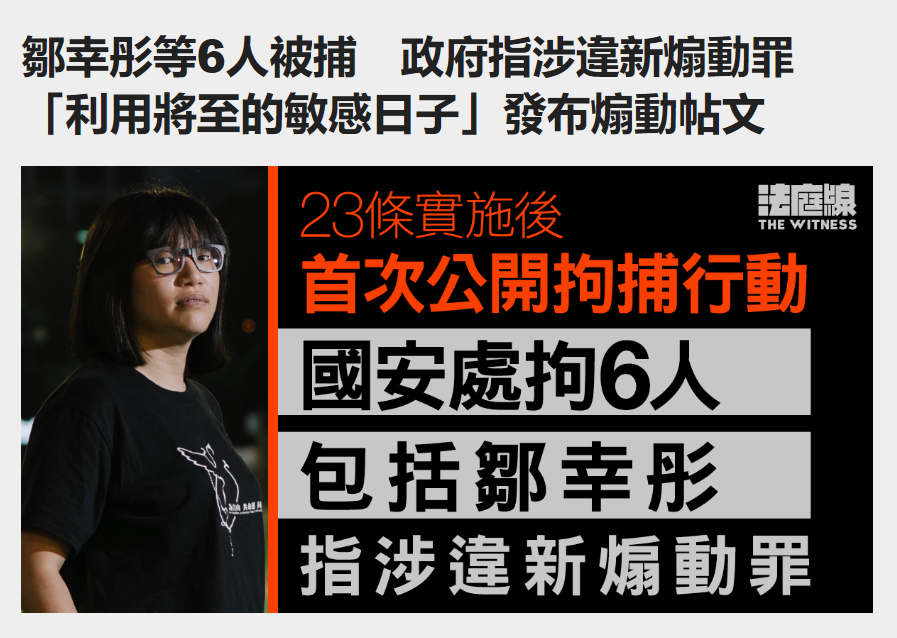 鄒幸彤等6人被捕　政府指涉違新煽動罪
「利用將至的敏感日子」發布煽動帖文
法庭線
THE WITNESS
23條實施後
首次公開拘捕行動
國安處拘6人
包括鄒幸彤
指涉違新煽動罪